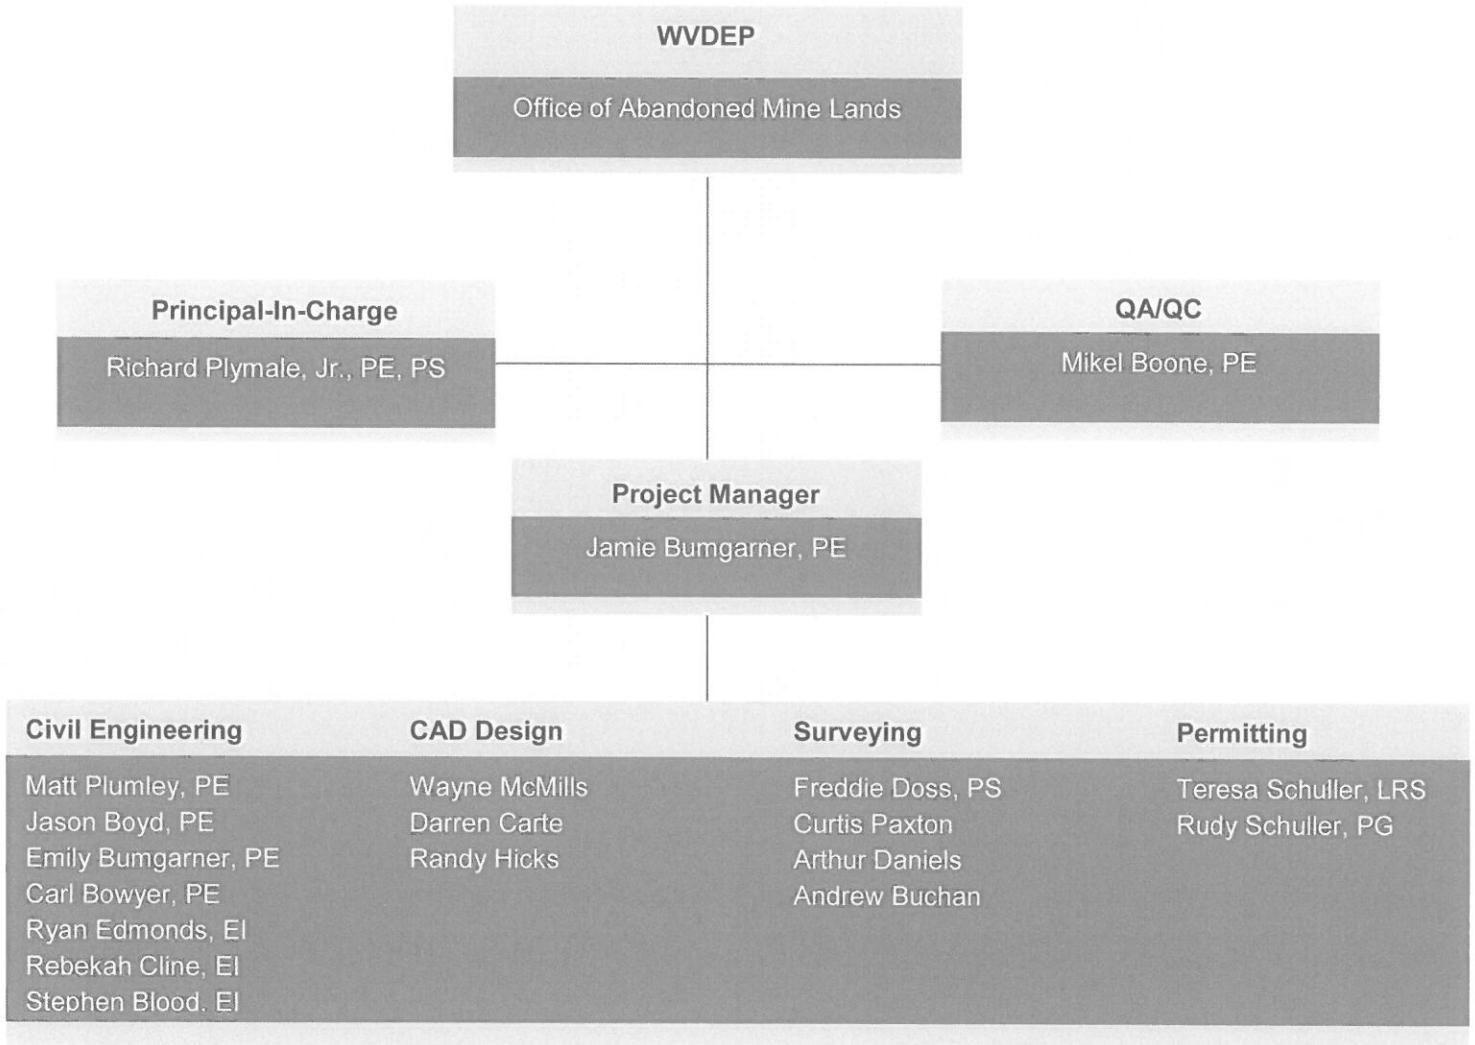 WVDEP
Office of Abandoned Mine Lands
Principal-In-Charge
Richard Plymale, Jr., PE, PS
QA/QC
Mikel Boone, PE
Project Manager
Jamie Bumgarner, PE
Civil Engineering
Matt Plumley, PE
Jason Boyd, PE
Emily Bumgarner, PE
Carl Bowyer, PE
Ryan Edmonds, EI
Rebekah Cline, EI
Stephen Blood. EI
CAD Design
Wayne McMills
Darren Carte
Randy Hicks
Surveying
Freddie Doss, PS
Curtis Paxton
Arthur Daniels
Andrew Buchan
Permitting
Teresa Schuller, LRS
Rudy Schuller, PG